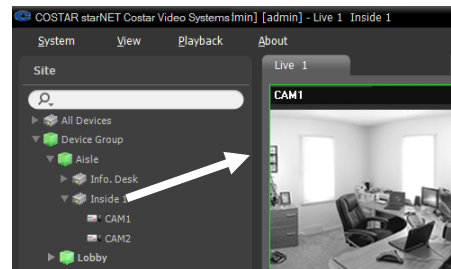 COSTAR starNET Costar Video Systems:lmin] [admin] - Live 1 Inside 1
System View Playback About
Site
Live 1
CAM1
All Devices
Device Group
Aisle
Info. Desk
Inside 1
CAM1
CAM2
Lobby